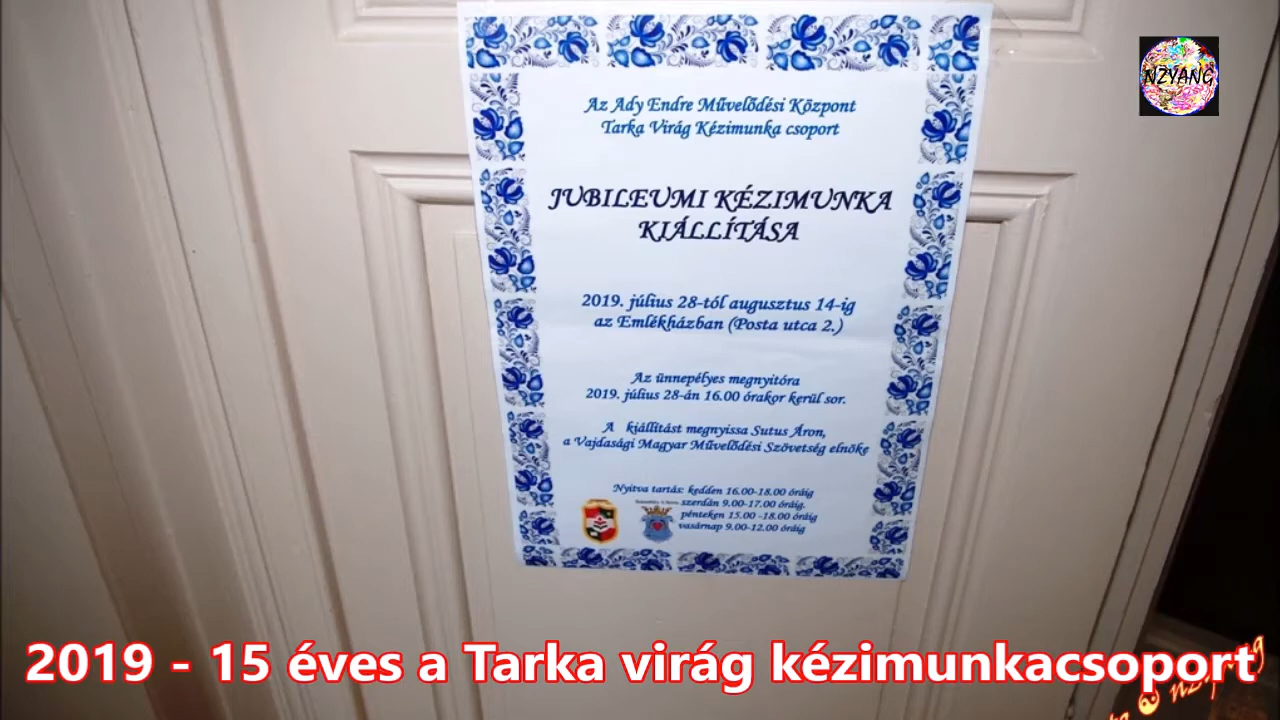 NZYANG
Az Ady Endre Művelődési Központ
Tarka Virág Kézimunka csoport
JUBILEUMI KÉZIMUNKA
KIÁLLÍTÁSA
2019. július 28-tól augusztus 14-ig
az Emlékházban (Posta utca 2.)
Az ünnepélyes megnyitóra
2019. július 28-án 16.00 órakor kerül sor.
A kiállítást megnyissa Sutus Áron,
a Vajdasági Magyar Művelődési Szövetség elnöke
Nyitva tartás: kedden 16.00-18.00 óráig
szerdán 9.00-17.00 óráig.
pénteken 15.00 -18.00 óráig
vasárnap 9.00-12.00 óráig
2019 - 15 éves a Tarka virág kézimunkacsoport